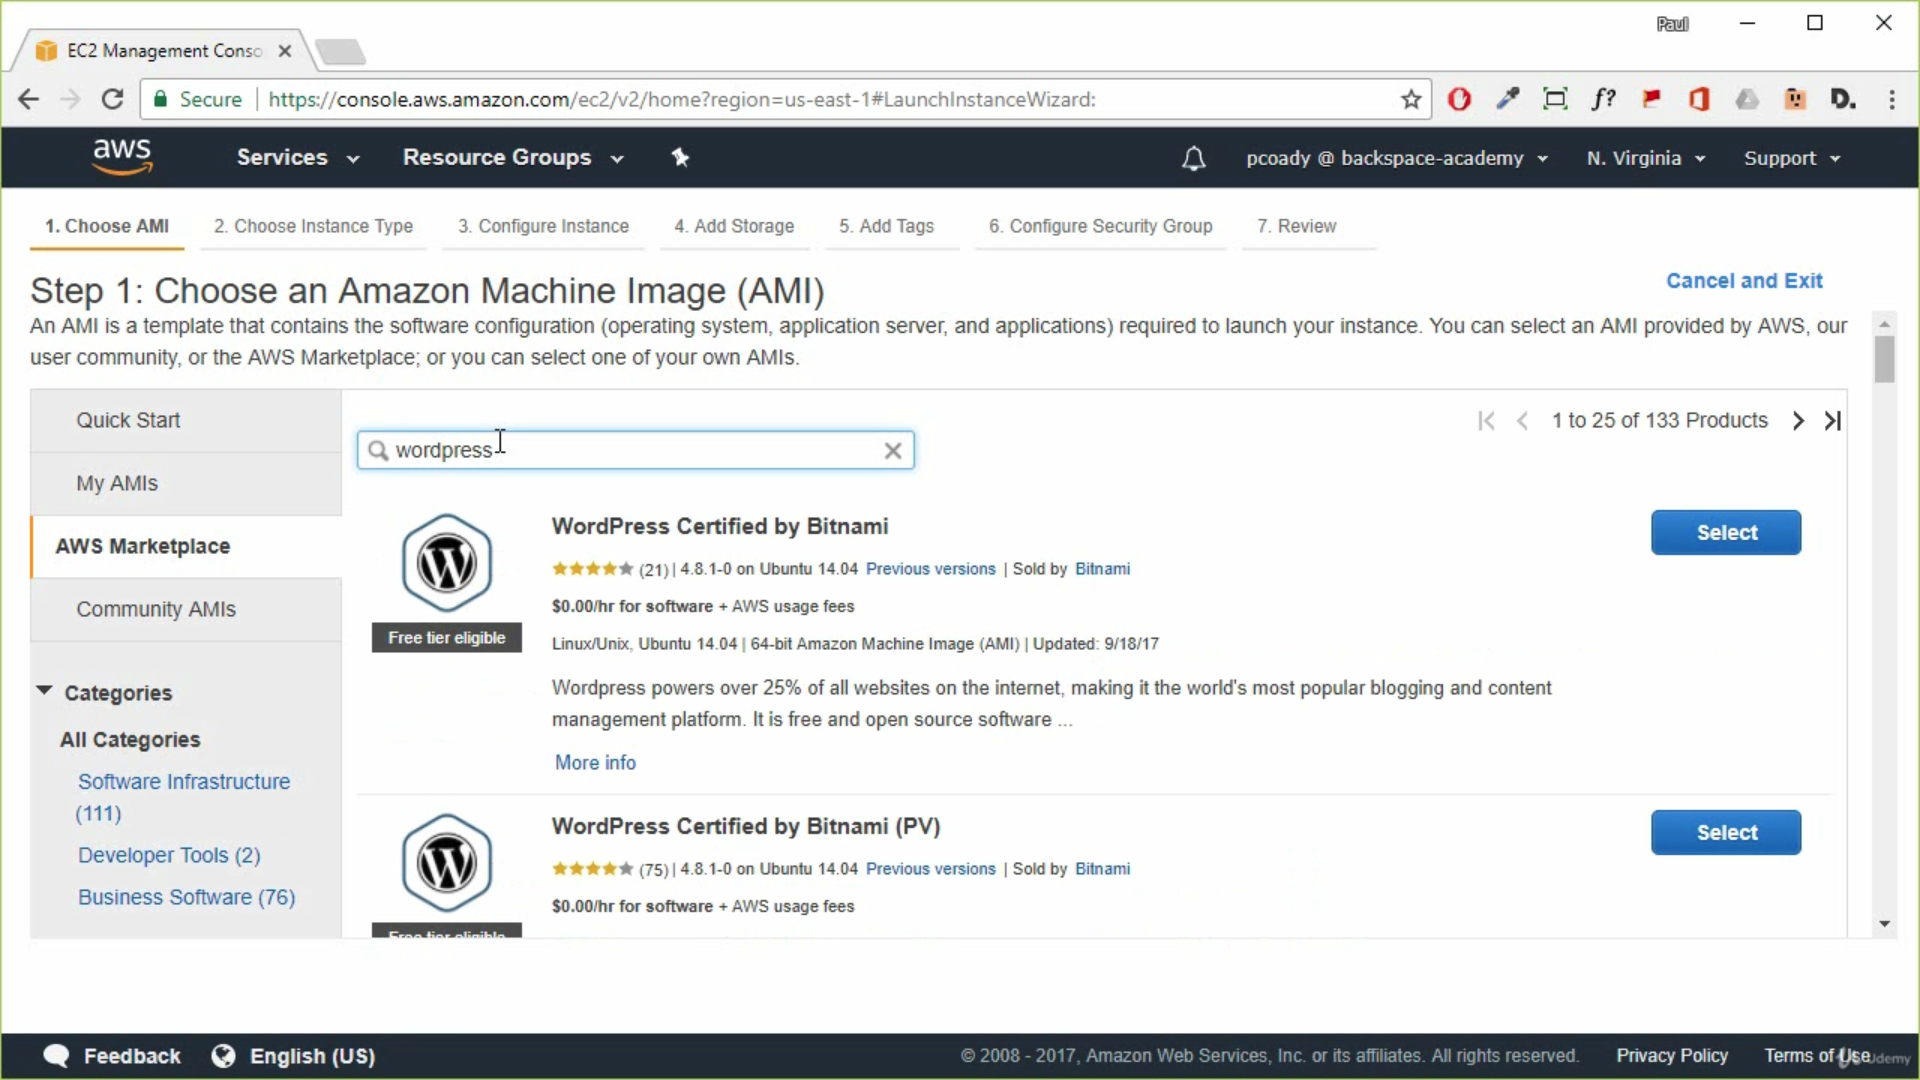 Paul
EC2 Management Conso
Secure
https://console.aws.amazon.com/ec2/v2/home?region=us-east-1#LaunchInstanceWizard:
f?
D.
aws
Services
Resource Groups
pcoady @ backspace-academy
N. Virginia
Support
1. Choose AMI
2. Choose Instance Type
3. Configure Instance
4. Add Storage
5. Add Tags
6. Configure Security Group
7. Review
Step 1: Choose an Amazon Machine Image (AMI)
Cancel and Exit
An AMI is a template that contains the software configuration (operating system, application server, and applications) required to launch your instance. You can select an AMI provided by AWS, our
user community, or the AWS Marketplace; or you can select one of your own AMIs.
Quick Start
My AMIs
AWS Marketplace
Community AMIs
Categories
All Categories
Software Infrastructure
(111)
Developer Tools (2)
Business Software (76)
wordpress
1 to 25 of 133 Products
WordPress Certified by Bitnami
Select
(21) | 4.8.1-0 on Ubuntu 14.04 Previous versions | Sold by Bitnami
$0.00/hr for software + AWS usage fees
Free tier eligible
Linux/Unix, Ubuntu 14.04 | 64-bit Amazon Machine Image (AMI) | Updated: 9/18/17
Wordpress powers over 25% of all websites on the internet, making it the world's most popular blogging and content
management platform. It is free and open source software ...
More info
WordPress Certified by Bitnami (PV)
Select
(75) | 4.8.1-0 on Ubuntu 14.04 Previous versions | Sold by Bitnami
$0.00/hr for software + AWS usage fees
Free tier eligible
Feedback
English (US)
© 2008 - 2017, Amazon Web Services, Inc. or its affiliates. All rights reserved.
Privacy Policy
Terms of Use
Udemy